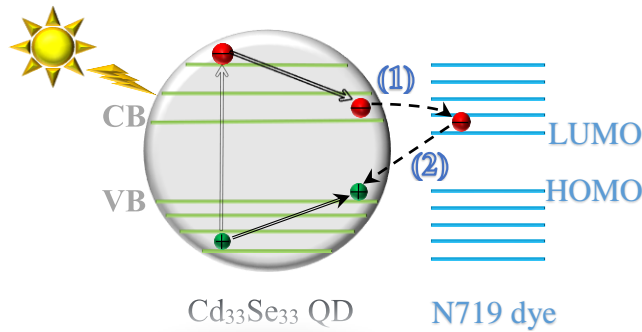 (1)
CB
LUMO
(2)
VB
HOMO
Cd₃₃Se₃₃ QD
N719 dye